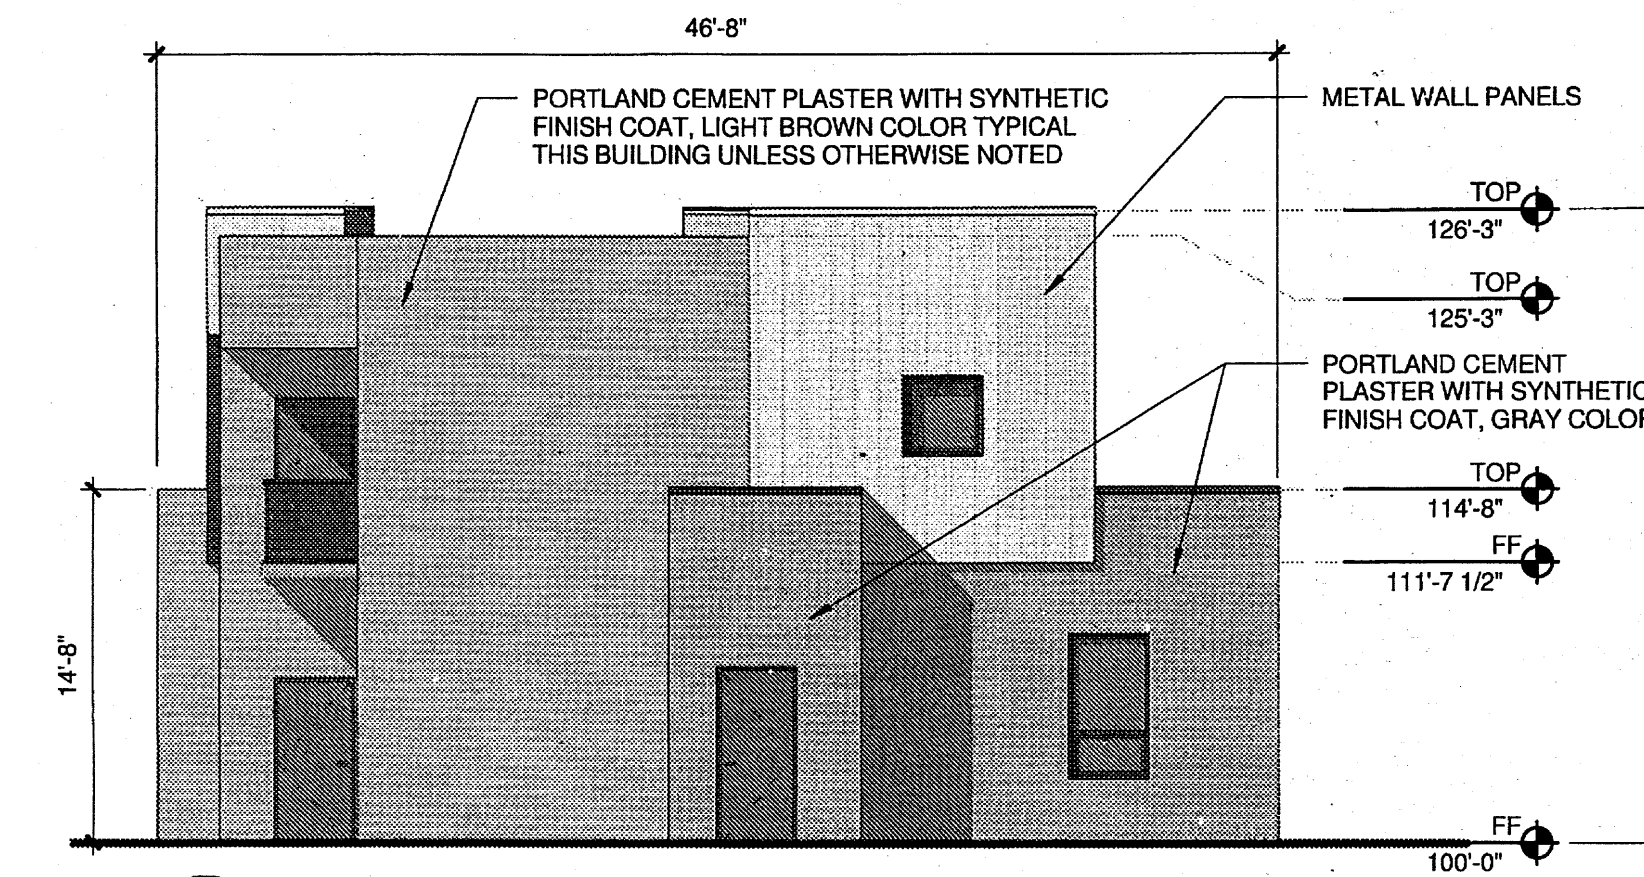 46'-8"
PORTLAND CEMENT PLASTER WITH SYNTHETIC
FINISH COAT, LIGHT BROWN COLOR TYPICAL
THIS BUILDING UNLESS OTHERWISE NOTED
METAL WALL PANELS
TOP
126'-3"
TOP
125'-3"
PORTLAND CEMENT
PLASTER WITH SYNTHETIC
FINISH COAT, GRAY COLOR
TOP
114'-8"
FF
111'-7 1/2"
14'-8"
FF
100'-0"